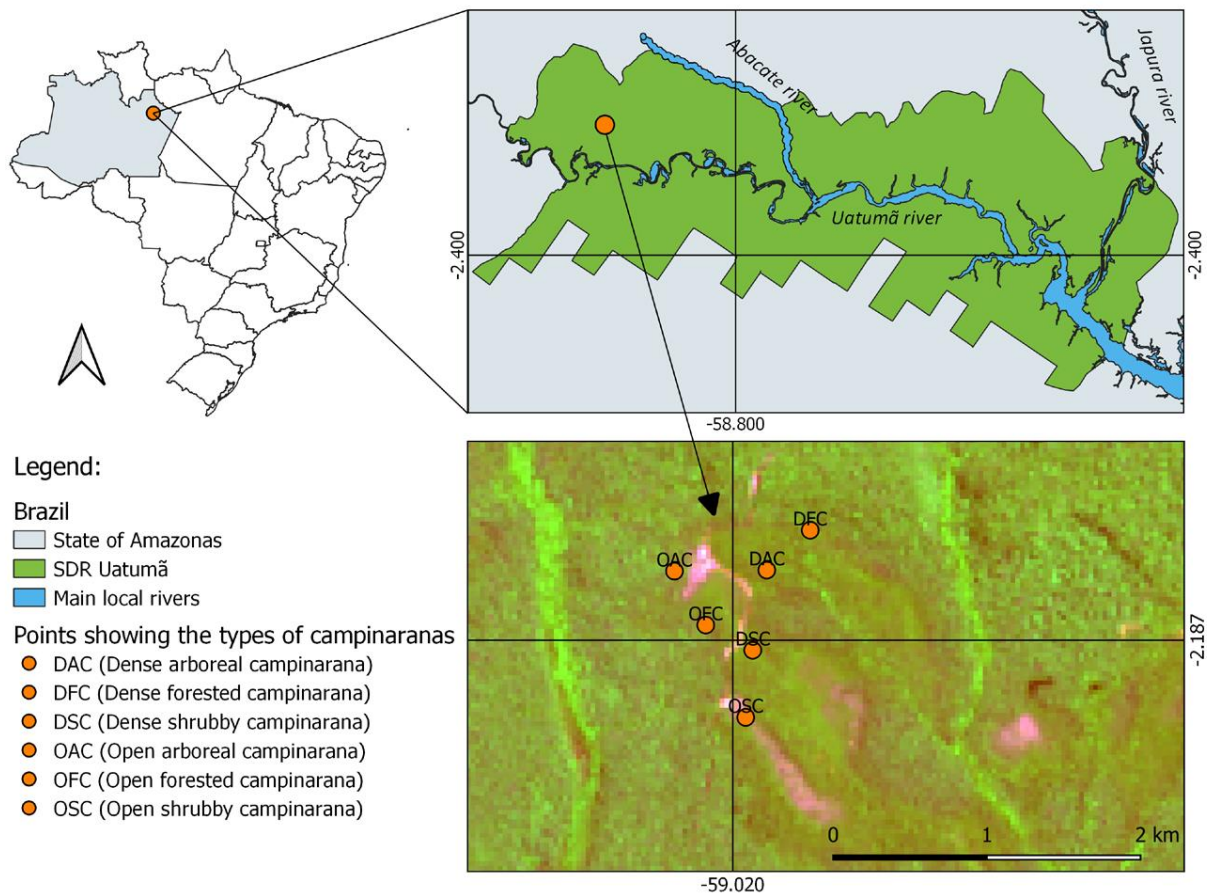 Abacate river
Japura river
Uatumã river
-2.400
-2.400
-58.800
Legend:
Brazil
State of Amazonas
SDR Uatumã
Main local rivers
Points showing the types of campinaranas
DAC (Dense arboreal campinarana)
DFC (Dense forested campinarana)
DSC (Dense shrubby campinarana)
OAC (Open arboreal campinarana)
OFC (Open forested campinarana)
OSC (Open shrubby campinarana)
DFC
OAC
DAC
OFC
DSC
-2.187
OSC
0 1 2 km
-59.020